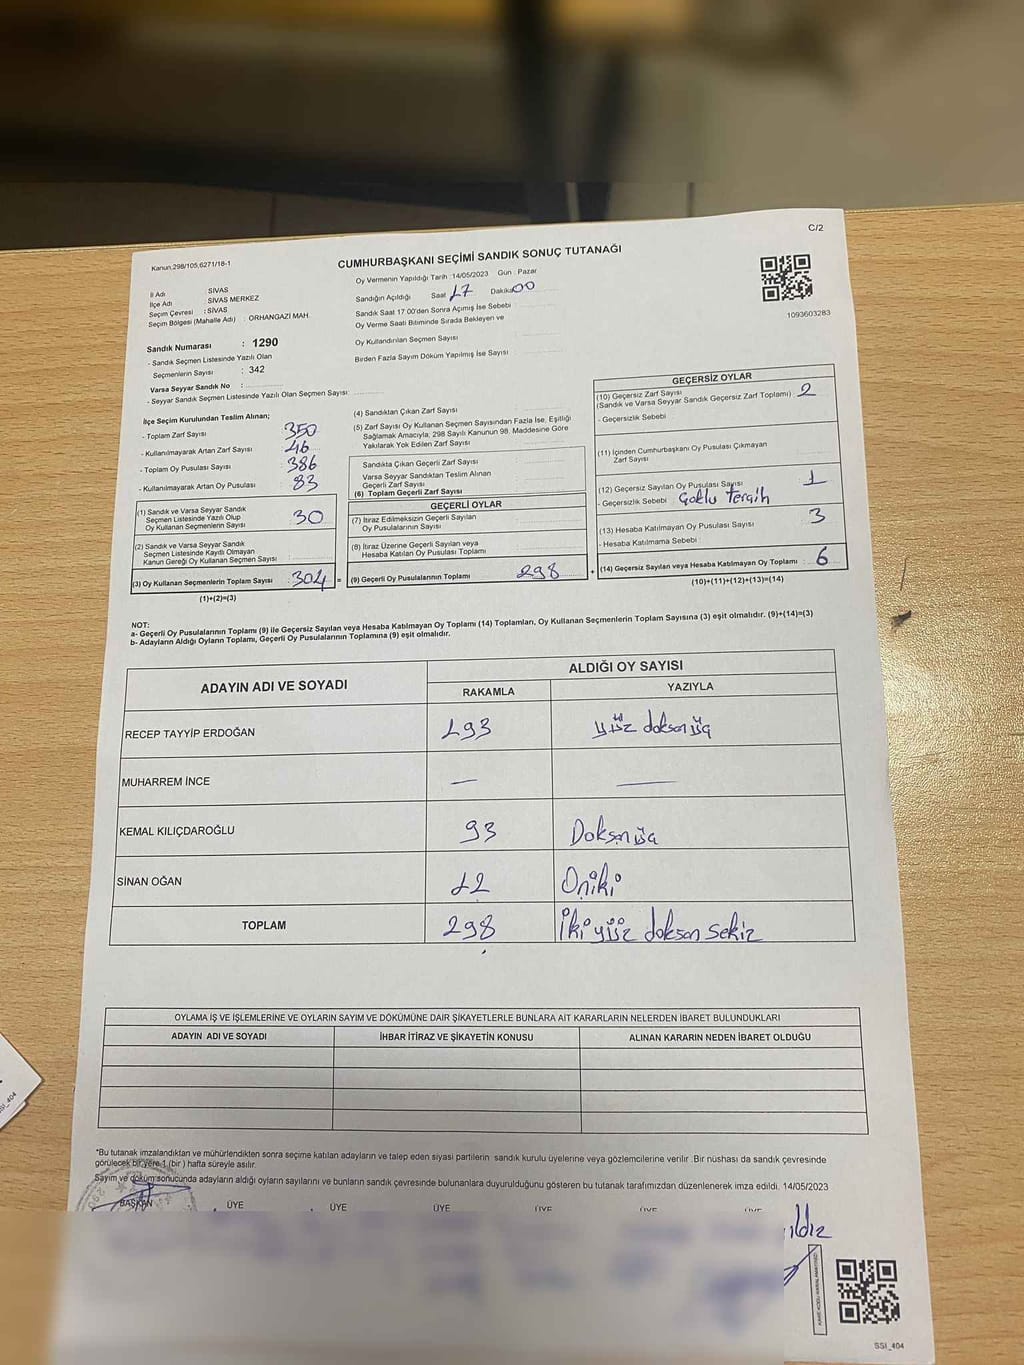 C/2
Kanun.298/105,6271/18-1
CUMHURBAŞKANI SEÇİMİ SANDIK SONUÇ TUTANAĞI
Oy Vermenin Yapıldığı Tarih :14/05/2023 Gün : Pazar
İl Adı : SİVAS
İlçe Adı : SİVAS MERKEZ
Seçim Çevresi : SİVAS
Seçim Bölgesi (Mahalle Adı) : ORHANGAZİ MAH.
Sandığın Açıldığı Saat 17 Dakika 00
Sandık Saat 17:00'den Sonra Açımış İse Sebebi
Oy Verme Saati Bitiminde Sırada Bekleyen ve
Oy Kullandırılan Seçmen Sayısı
Birden Fazla Sayım Döküm Yapılmış İse Sayısı
1093603283
Sandık Numarası : 1290
- Sandık Seçmen Listesinde Yazılı Olan
Seçmenlerin Sayısı : 342
Varsa Seyyar Sandık No :
- Seyyar Sandık Seçmen Listesinde Yazılı Olan Seçmen Sayısı:
İlçe Seçim Kurulundan Teslim Alınan;
- Toplam Zarf Sayısı 350
- Kullanılmayarak Artan Zarf Sayısı 46
- Toplam Oy Pusulası Sayısı 386
- Kullanılmayarak Artan Oy Pusulası 83
(1) Sandık ve Varsa Seyyar Sandık
Seçmen Listesinde Yazılı Olup
Oy Kullanan Seçmenlerin Sayısı 30
(2) Sandık ve Varsa Seyyar Sandık
Seçmen Listesinde Kayıtlı Olmayan
Kanun Gereği Oy Kullanan Seçmen Sayısı
(3) Oy Kullanan Seçmenlerin Toplam Sayısı : 304 =
(1)+(2)=(3)
(4) Sandıktan Çıkan Zarf Sayısı
(5) Zarf Sayısı Oy Kullanan Seçmen Sayısından Fazla İse, Eşitliği
Sağlamak Amacıyla, 298 Sayılı Kanunun 98. Maddesine Göre
Yakılarak Yok Edilen Zarf Sayısı
Sandıkta Çıkan Geçerli Zarf Sayısı
Varsa Seyyar Sandıktan Teslim Alınan
Geçerli Zarf Sayısı
(6) Toplam Geçerli Zarf Sayısı
GEÇERLİ OYLAR
(7) İtiraz Edilmeksizin Geçerli Sayılan
Oy Pusulalarının Sayısı
(8) İtiraz Üzerine Geçerli Sayılan veya
Hesaba Katılan Oy Pusulası Toplamı
(9) Geçerli Oy Pusulalarının Toplamı 298 +
GEÇERSİZ OYLAR
(10) Geçersiz Zarf Sayısı
(Sandık ve Varsa Seyyar Sandık Geçersiz Zarf Toplamı) : 2
- Geçersizlik Sebebi
(11) İçinden Cumhurbaşkanı Oy Pusulası Çıkmayan
Zarf Sayısı
(12) Geçersiz Sayılan Oy Pusulası Sayısı 1
- Geçersizlik Sebebi Çoklu Tercih
(13) Hesaba Katılmayan Oy Pusulası Sayısı 3
- Hesaba Katılmama Sebebi
(14) Geçersiz Sayılan veya Hesaba Katılmayan Oy Toplamı 6
(10)+(11)+(12)+(13)=(14)
NOT:
a- Geçerli Oy Pusulalarının Toplamı (9) ile Geçersiz Sayılan veya Hesaba Katılmayan Oy Toplamı (14) Toplamları, Oy Kullanan Seçmenlerin Toplam Sayısına (3) eşit olmalıdır. (9)+(14)=(3)
b- Adayların Aldığı Oyların Toplamı, Geçerli Oy Pusulalarının Toplamına (9) eşit olmalıdır.
ADAYIN ADI VE SOYADI
ALDIĞI OY SAYISI
RAKAMLA YAZIYLA
RECEP TAYYİP ERDOĞAN 193 yüz doksan üç
MUHARREM İNCE — —
KEMAL KILIÇDAROĞLU 93 Doksan üç
SİNAN OĞAN 12 Oniki
TOPLAM 298 İki yüz doksan sekiz
OYLAMA İŞ VE İŞLEMLERİNE VE OYLARIN SAYIM VE DÖKÜMÜNE DAİR ŞİKAYETLERLE BUNLARA AİT KARARLARIN NELERDEN İBARET BULUNDUKLARI
ADAYIN ADI VE SOYADI İHBAR İTİRAZ VE ŞİKAYETİN KONUSU ALINAN KARARIN NEDEN İBARET OLDUĞU
*Bu tutanak imzalandıktan ve mühürlendikten sonra seçime katılan adayların ve talep eden siyasi partilerin sandık kurulu üyelerine veya gözlemcilerine verilir .Bir nüshası da sandık çevresinde
görülecek bir yere 1 (bir ) hafta süreyle asılır.
Sayım ve döküm sonucunda adayların aldığı oyların sayılarını ve bunların sandık çevresinde bulunanlara duyurulduğunu gösteren bu tutanak tarafımızdan düzenlenerek imza edildi. 14/05/2023
BAŞKAN ÜYE ÜYE ÜYE ÜYE ÜYE ÜYE
ıldız
SSI_404
SSI_404